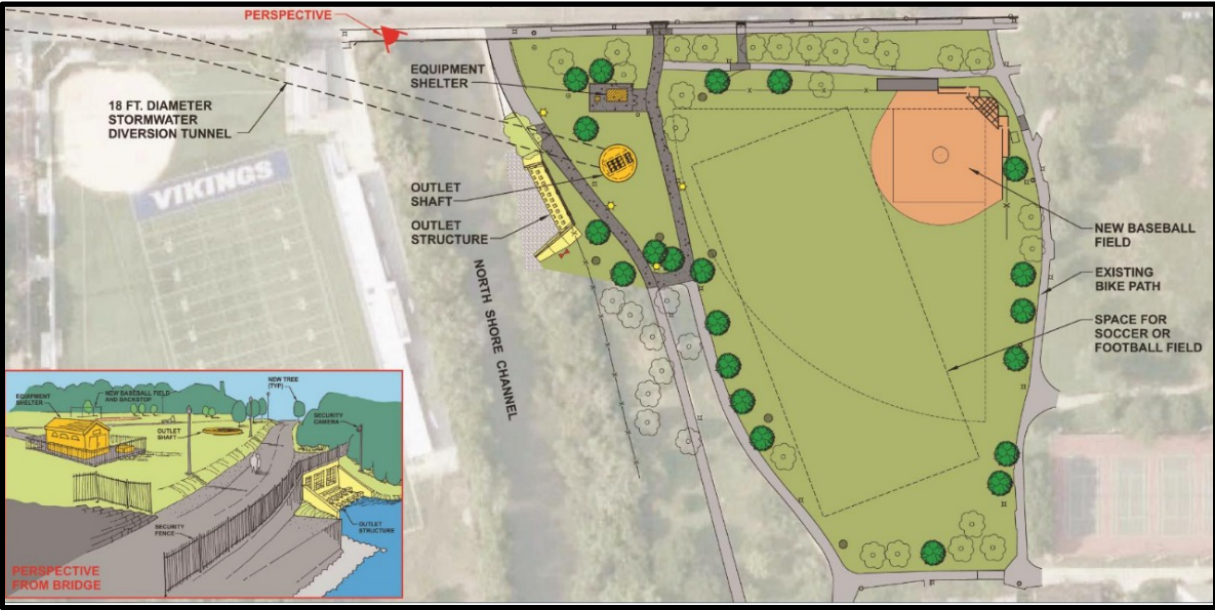 PERSPECTIVE
18 FT. DIAMETER
STORMWATER
DIVERSION TUNNEL
VIKINGS
EQUIPMENT
SHELTER
OUTLET
SHAFT
OUTLET
STRUCTURE
NORTH SHORE CHANNEL
NEW BASEBALL
FIELD
EXISTING
BIKE PATH
SPACE FOR
SOCCER OR
FOOTBALL FIELD
EQUIPMENT
SHELTER
NEW BASEBALL FIELD
AND BACKSTOP
OUTLET
SHAFT
NEW TREE
(TYP)
SECURITY
CAMERA
SECURITY
FENCE
OUTLET
STRUCTURE
PERSPECTIVE
FROM BRIDGE